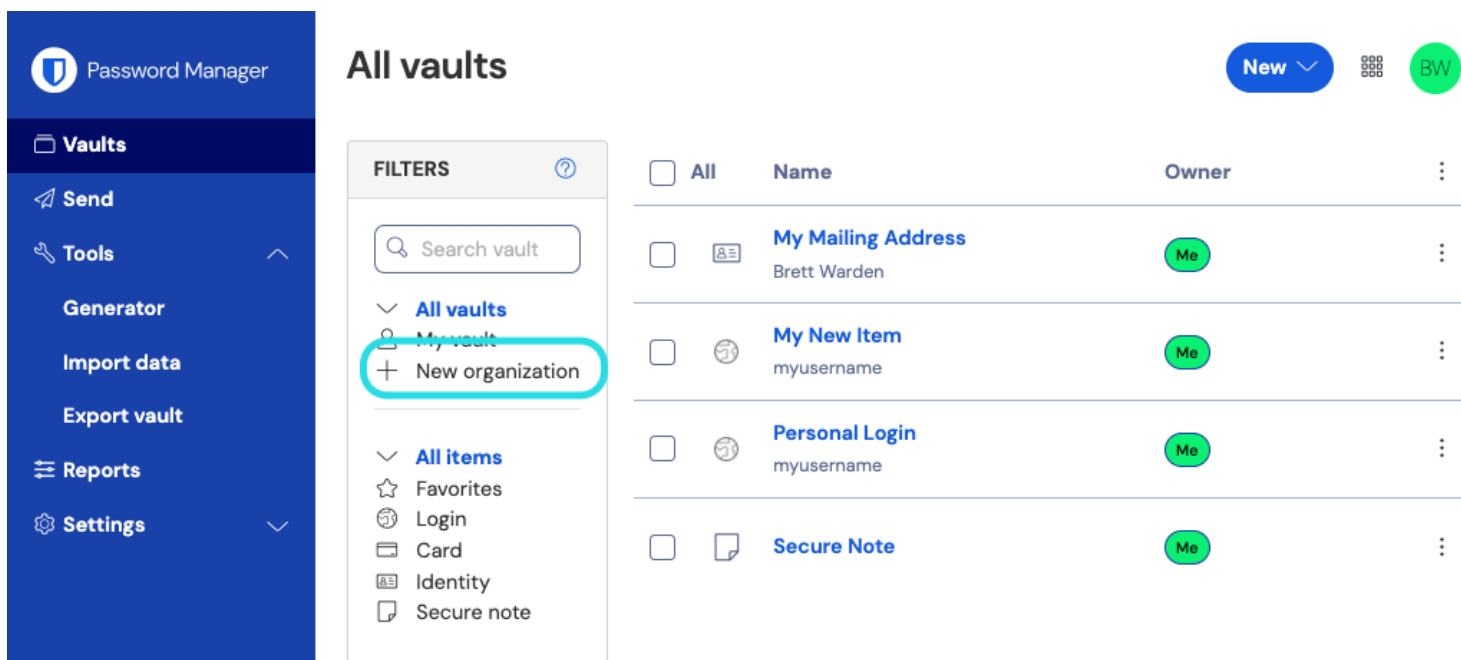 Password Manager
Vaults
Send
Tools
Generator
Import data
Export vault
Reports
Settings
All vaults
New
BW
FILTERS
Search vault
All vaults
My vault
New organization
All items
Favorites
Login
Card
Identity
Secure note
All Name Owner
My Mailing Address
Brett Warden
Me
My New Item
myusername
Me
Personal Login
myusername
Me
Secure Note
Me